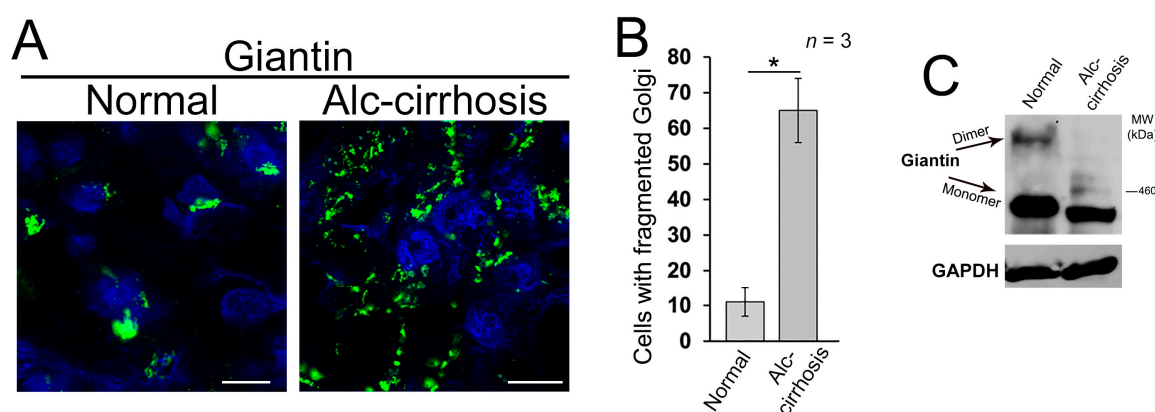 A
Giantin
Normal
Alc-cirrhosis
B
n = 3
*
Cells with fragmented Golgi
80
70
60
50
40
30
20
10
0
Normal
Alc-
cirrhosis
C
Normal
Alc-
cirrhosis
MW
(kDa)
Dimer
Giantin
Monomer
—460
GAPDH